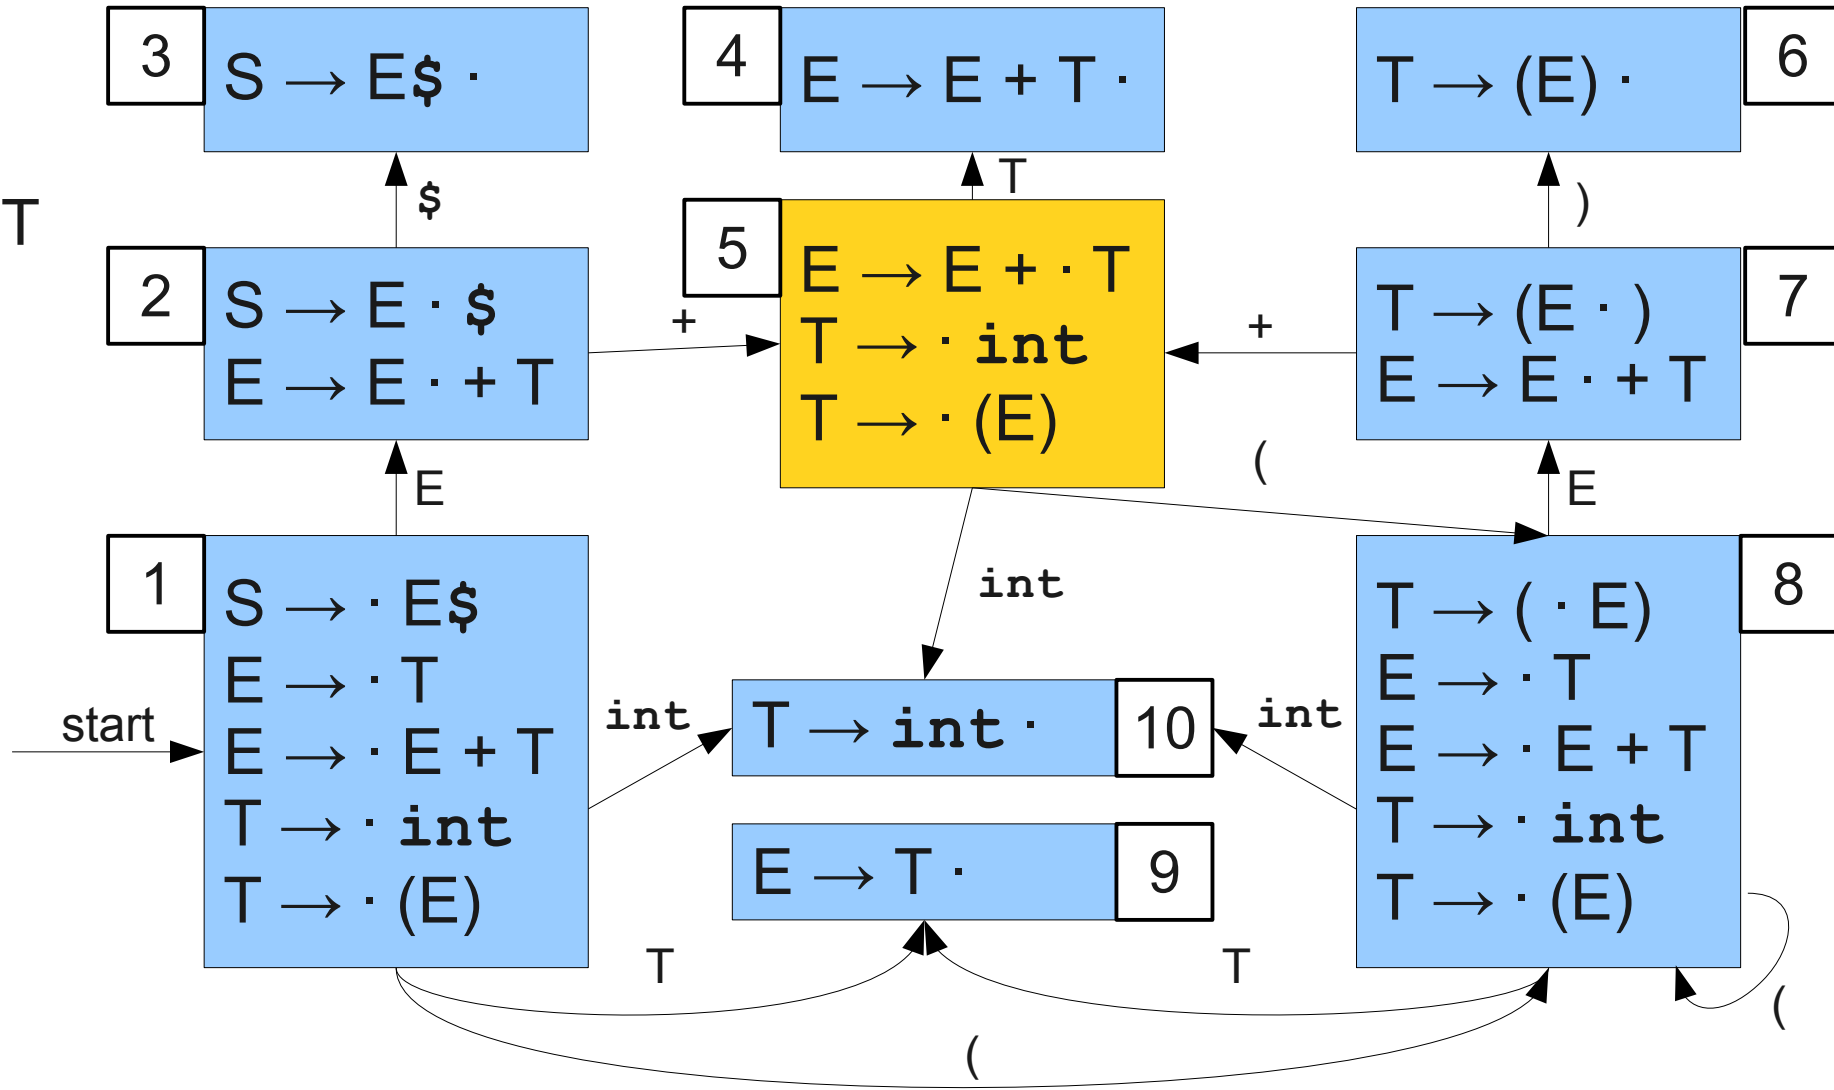 3
S → E$ ·
4
E → E + T ·
6
T → (E) ·
$
T
)
T
2
S → E · $
E → E · + T
+
5
E → E + · T
T → · int
T → · (E)
+
7
T → (E · )
E → E · + T
E
(
E
1
S → · E$
E → · T
E → · E + T
T → · int
T → · (E)
start
int
int
T → int ·
10
int
E → T ·
9
8
T → ( · E)
E → · T
E → · E + T
T → · int
T → · (E)
T
T
(
(